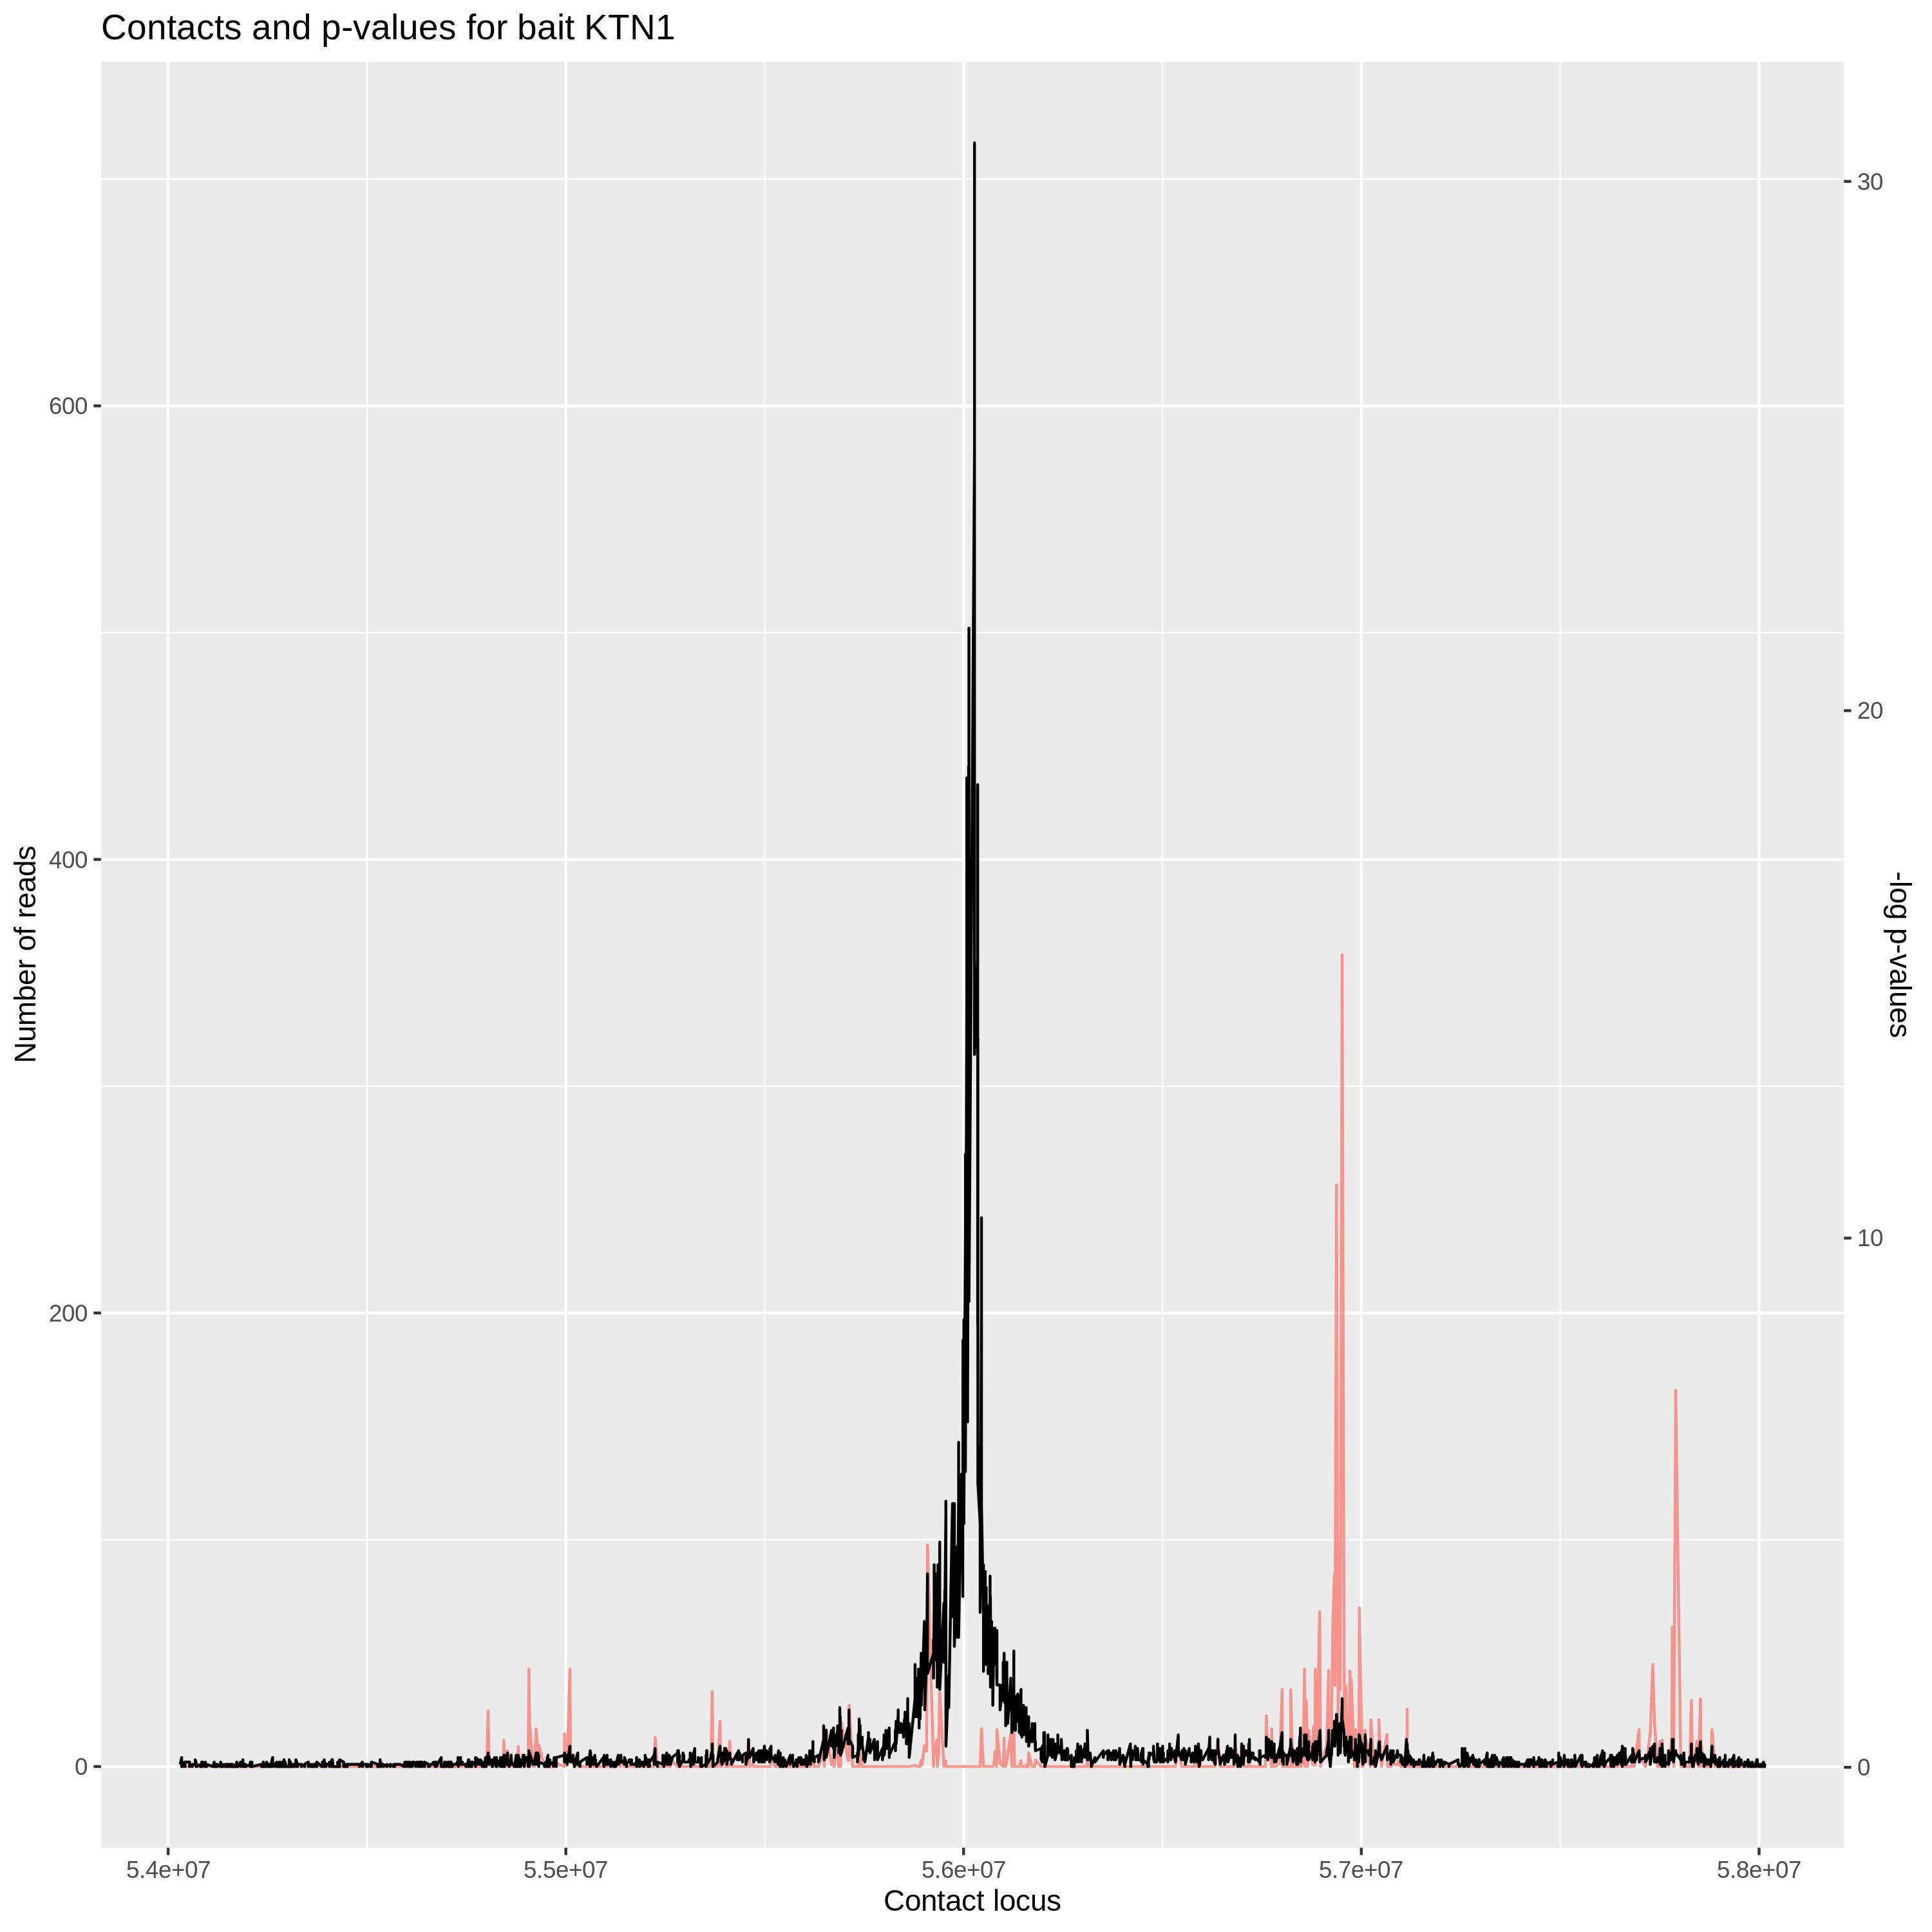 Contacts and p-values for bait KTN1
Number of reads
600
400
200
0
30
20
10
0
-log p-values
5.4e+07 5.5e+07 5.6e+07 5.7e+07 5.8e+07
Contact locus